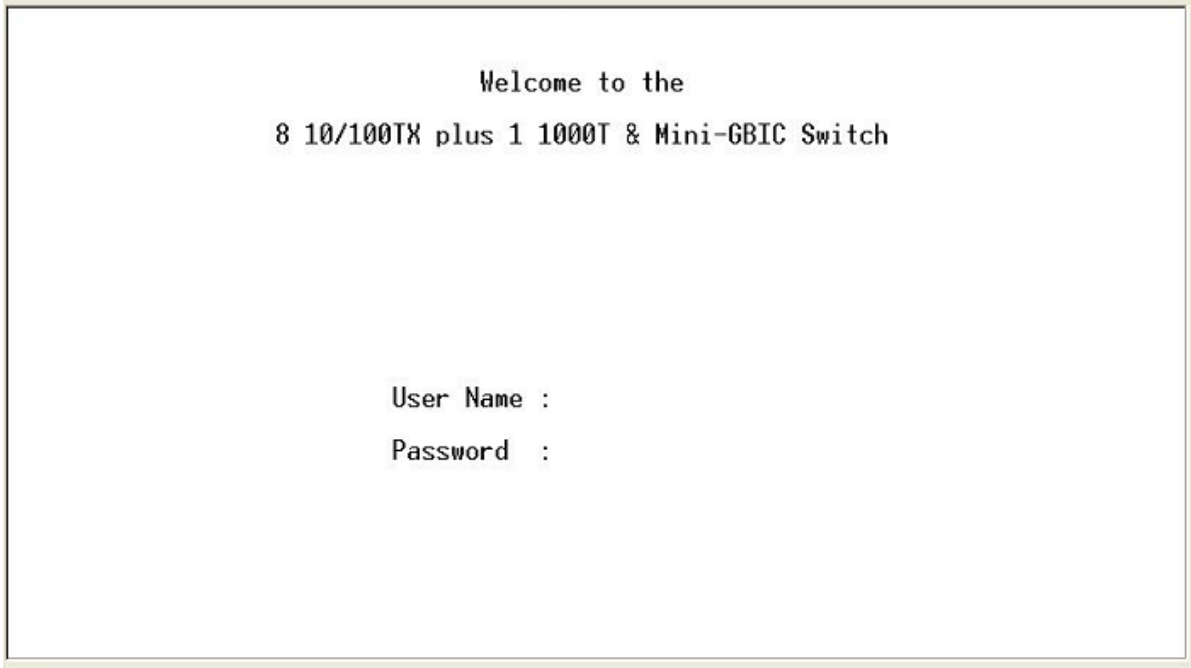 Welcome to the
8 10/100TX plus 1 1000T & Mini-GBIC Switch
User Name :
Password :